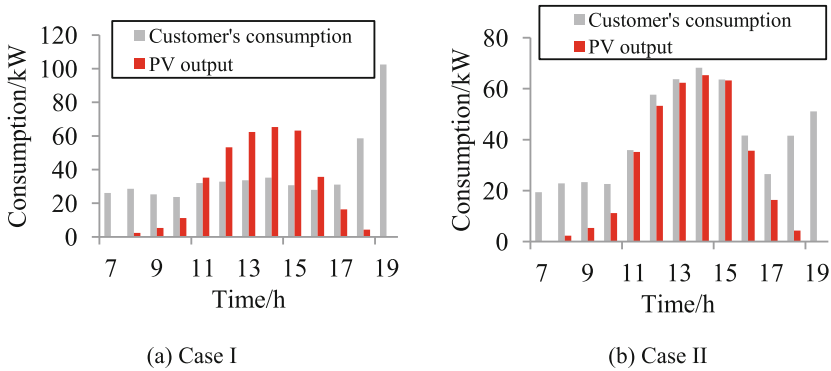 Customer's consumption
PV output
Consumption/kW
120
100
80
60
40
20
0
7 9 11 13 15 17 19
Time/h
(a) Case I
Customer's consumption
PV output
Consumption/kW
80
60
40
20
0
7 9 11 13 15 17 19
Time/h
(b) Case II